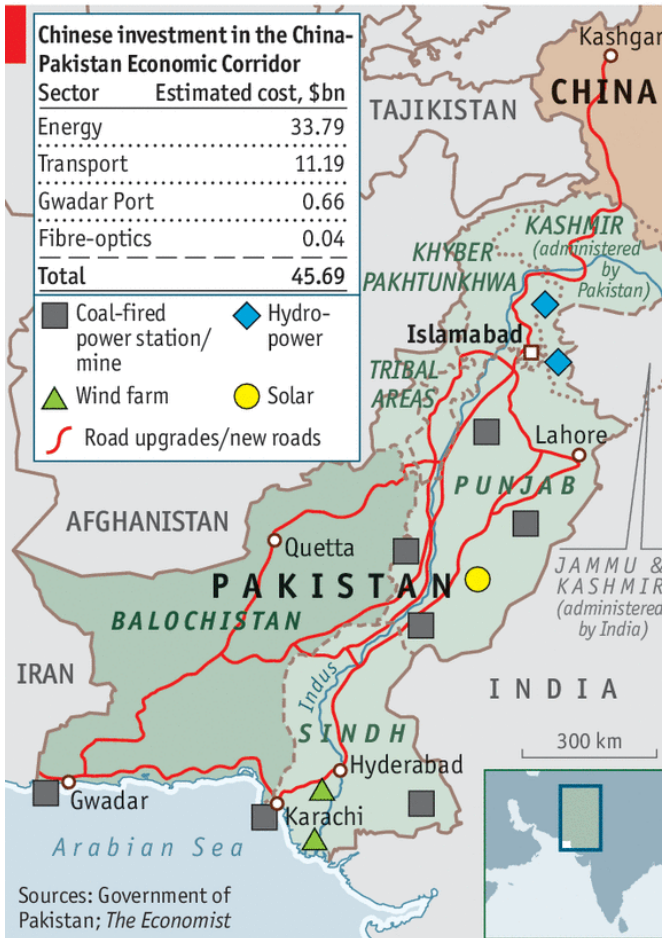 Chinese investment in the China-
Pakistan Economic Corridor
Sector Estimated cost, $bn
Energy 33.79
Transport 11.19
Gwadar Port 0.66
Fibre-optics 0.04
Total 45.69
Coal-fired
power station/
mine
Hydro-
power
Wind farm
Solar
Road upgrades/new roads
Kashgar
CHINA
TAJIKISTAN
KASHMIR
(administered
by
Pakistan)
KHYBER
PAKHTUNKHWA
Islamabad
TRIBAL
AREAS
Lahore
PUNJAB
AFGHANISTAN
Quetta
PAKISTAN
BALOCHISTAN
JAMMU &
KASHMIR
(administered
by India)
IRAN
Indus
INDIA
SINDH
300 km
Hyderabad
Gwadar
Karachi
Arabian Sea
Sources: Government of
Pakistan; The Economist